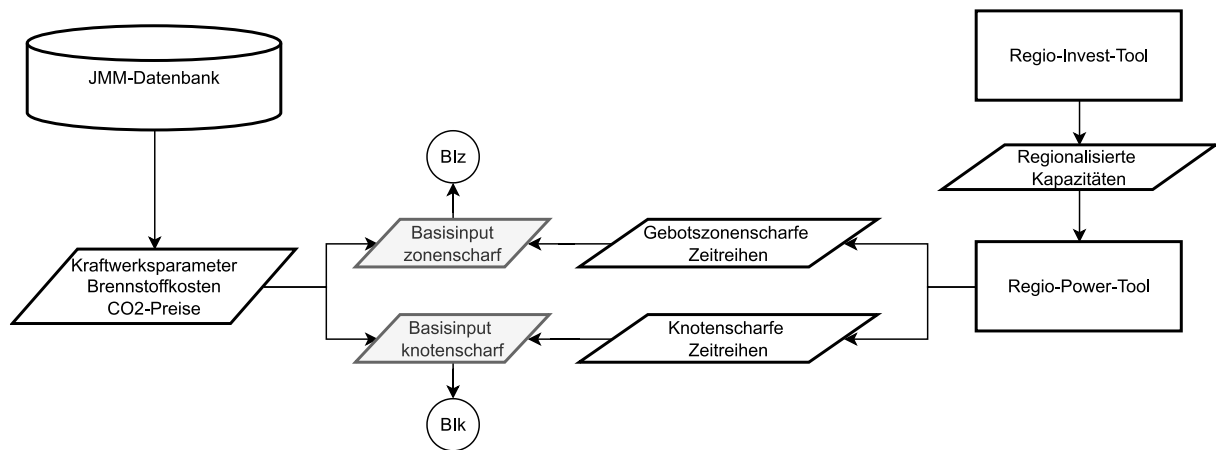 JMM-Datenbank
Regio-Invest-Tool
BIz
Regionalisierte
Kapazitäten
Basisinput
zonenscharf
Gebotszonenscharfe
Zeitreihen
Kraftwerksparameter
Brennstoffkosten
CO2-Preise
Regio-Power-Tool
Basisinput
knotenscharf
Knotenscharfe
Zeitreihen
BIk